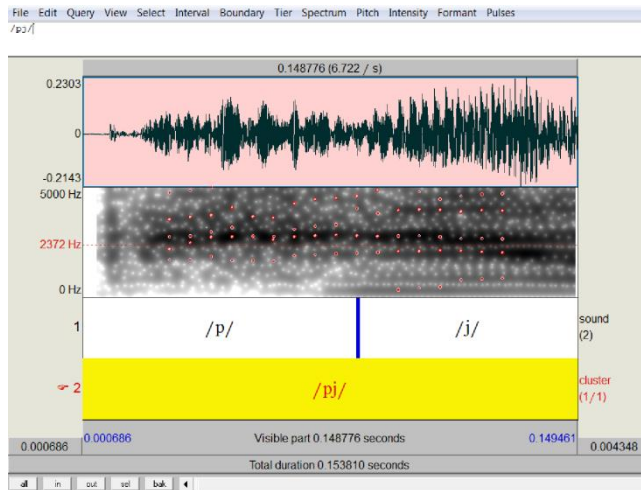 File Edit Query View Select Interval Boundary Tier Spectrum Pitch Intensity Formant Pulses
/pj/
0.148776 (6.722 / s)
0.2303
0
-0.2143
5000 Hz
2372 Hz
0 Hz
1 /p/ /j/ sound (2)
☞ 2 /pj/ cluster (1/1)
0.000686 0.000686 Visible part 0.148776 seconds 0.149461 0.004348
Total duration 0.153810 seconds
all in out sel bak